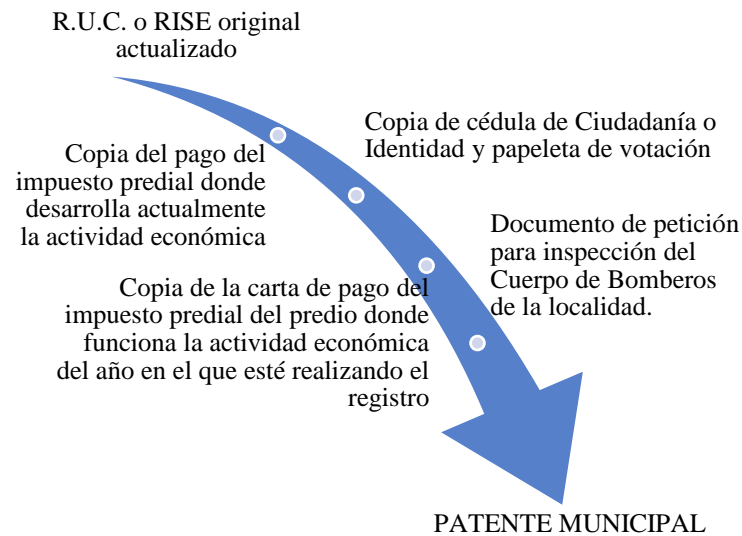 R.U.C. o RISE original
actualizado
Copia de cédula de Ciudadanía o
Identidad y papeleta de votación
Copia del pago del
impuesto predial donde
desarrolla actualmente
la actividad económica
Documento de petición
para inspección del
Cuerpo de Bomberos
de la localidad.
Copia de la carta de pago del
impuesto predial del predio donde
funciona la actividad económica
del año en el que esté realizando el
registro
PATENTE MUNICIPAL